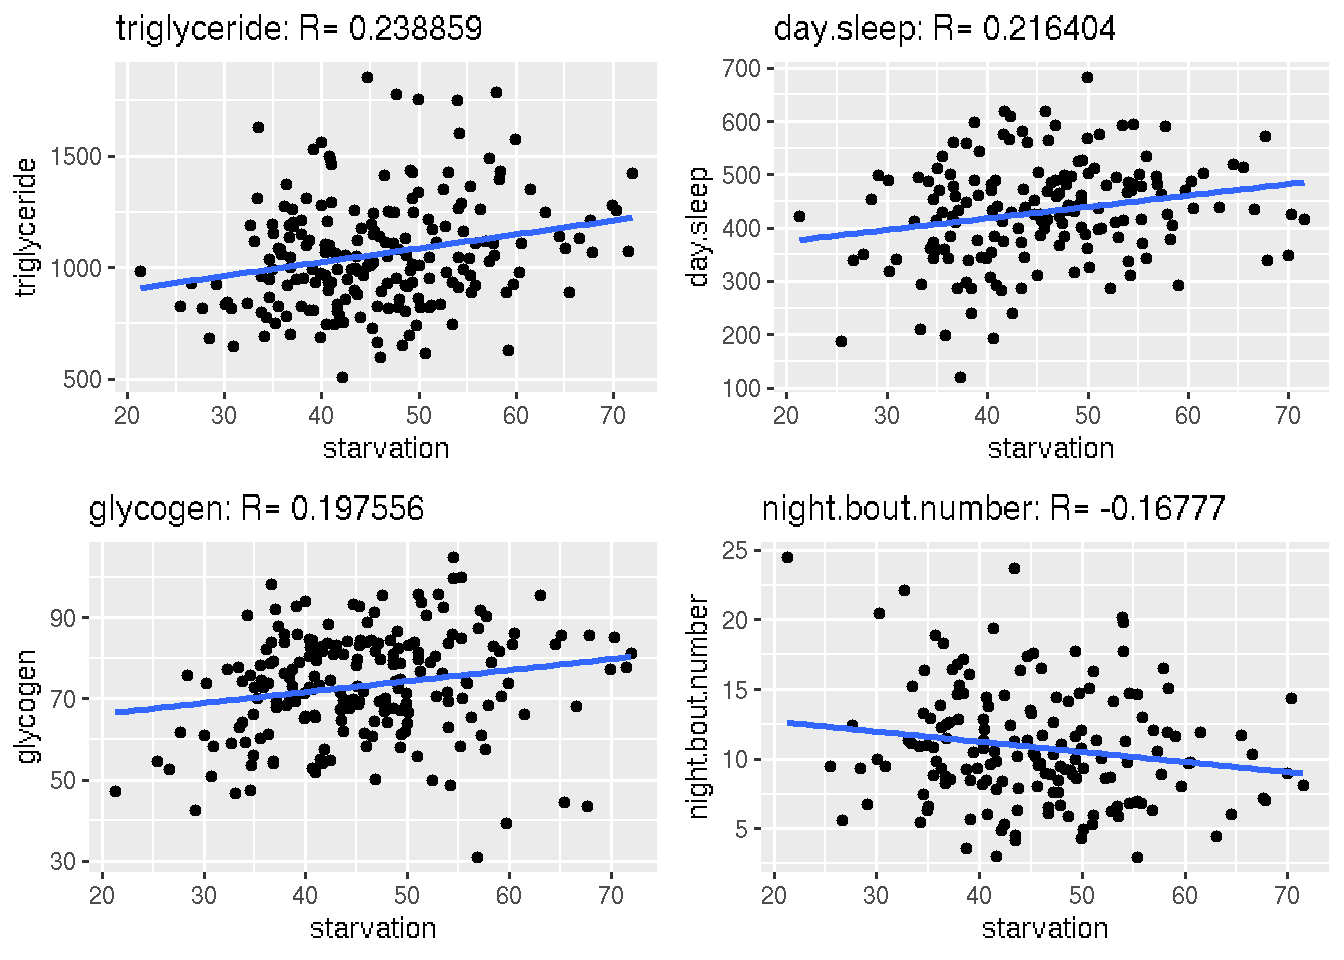 triglyceride: R= 0.238859
triglyceride
1500
1000
500
20 30 40 50 60 70
starvation
day.sleep: R= 0.216404
day.sleep
700
600
500
400
300
200
100
20 30 40 50 60 70
starvation
glycogen: R= 0.197556
glycogen
90
70
50
30
20 30 40 50 60 70
starvation
night.bout.number: R= -0.16777
night.bout.number
25
20
15
10
5
20 30 40 50 60 70
starvation